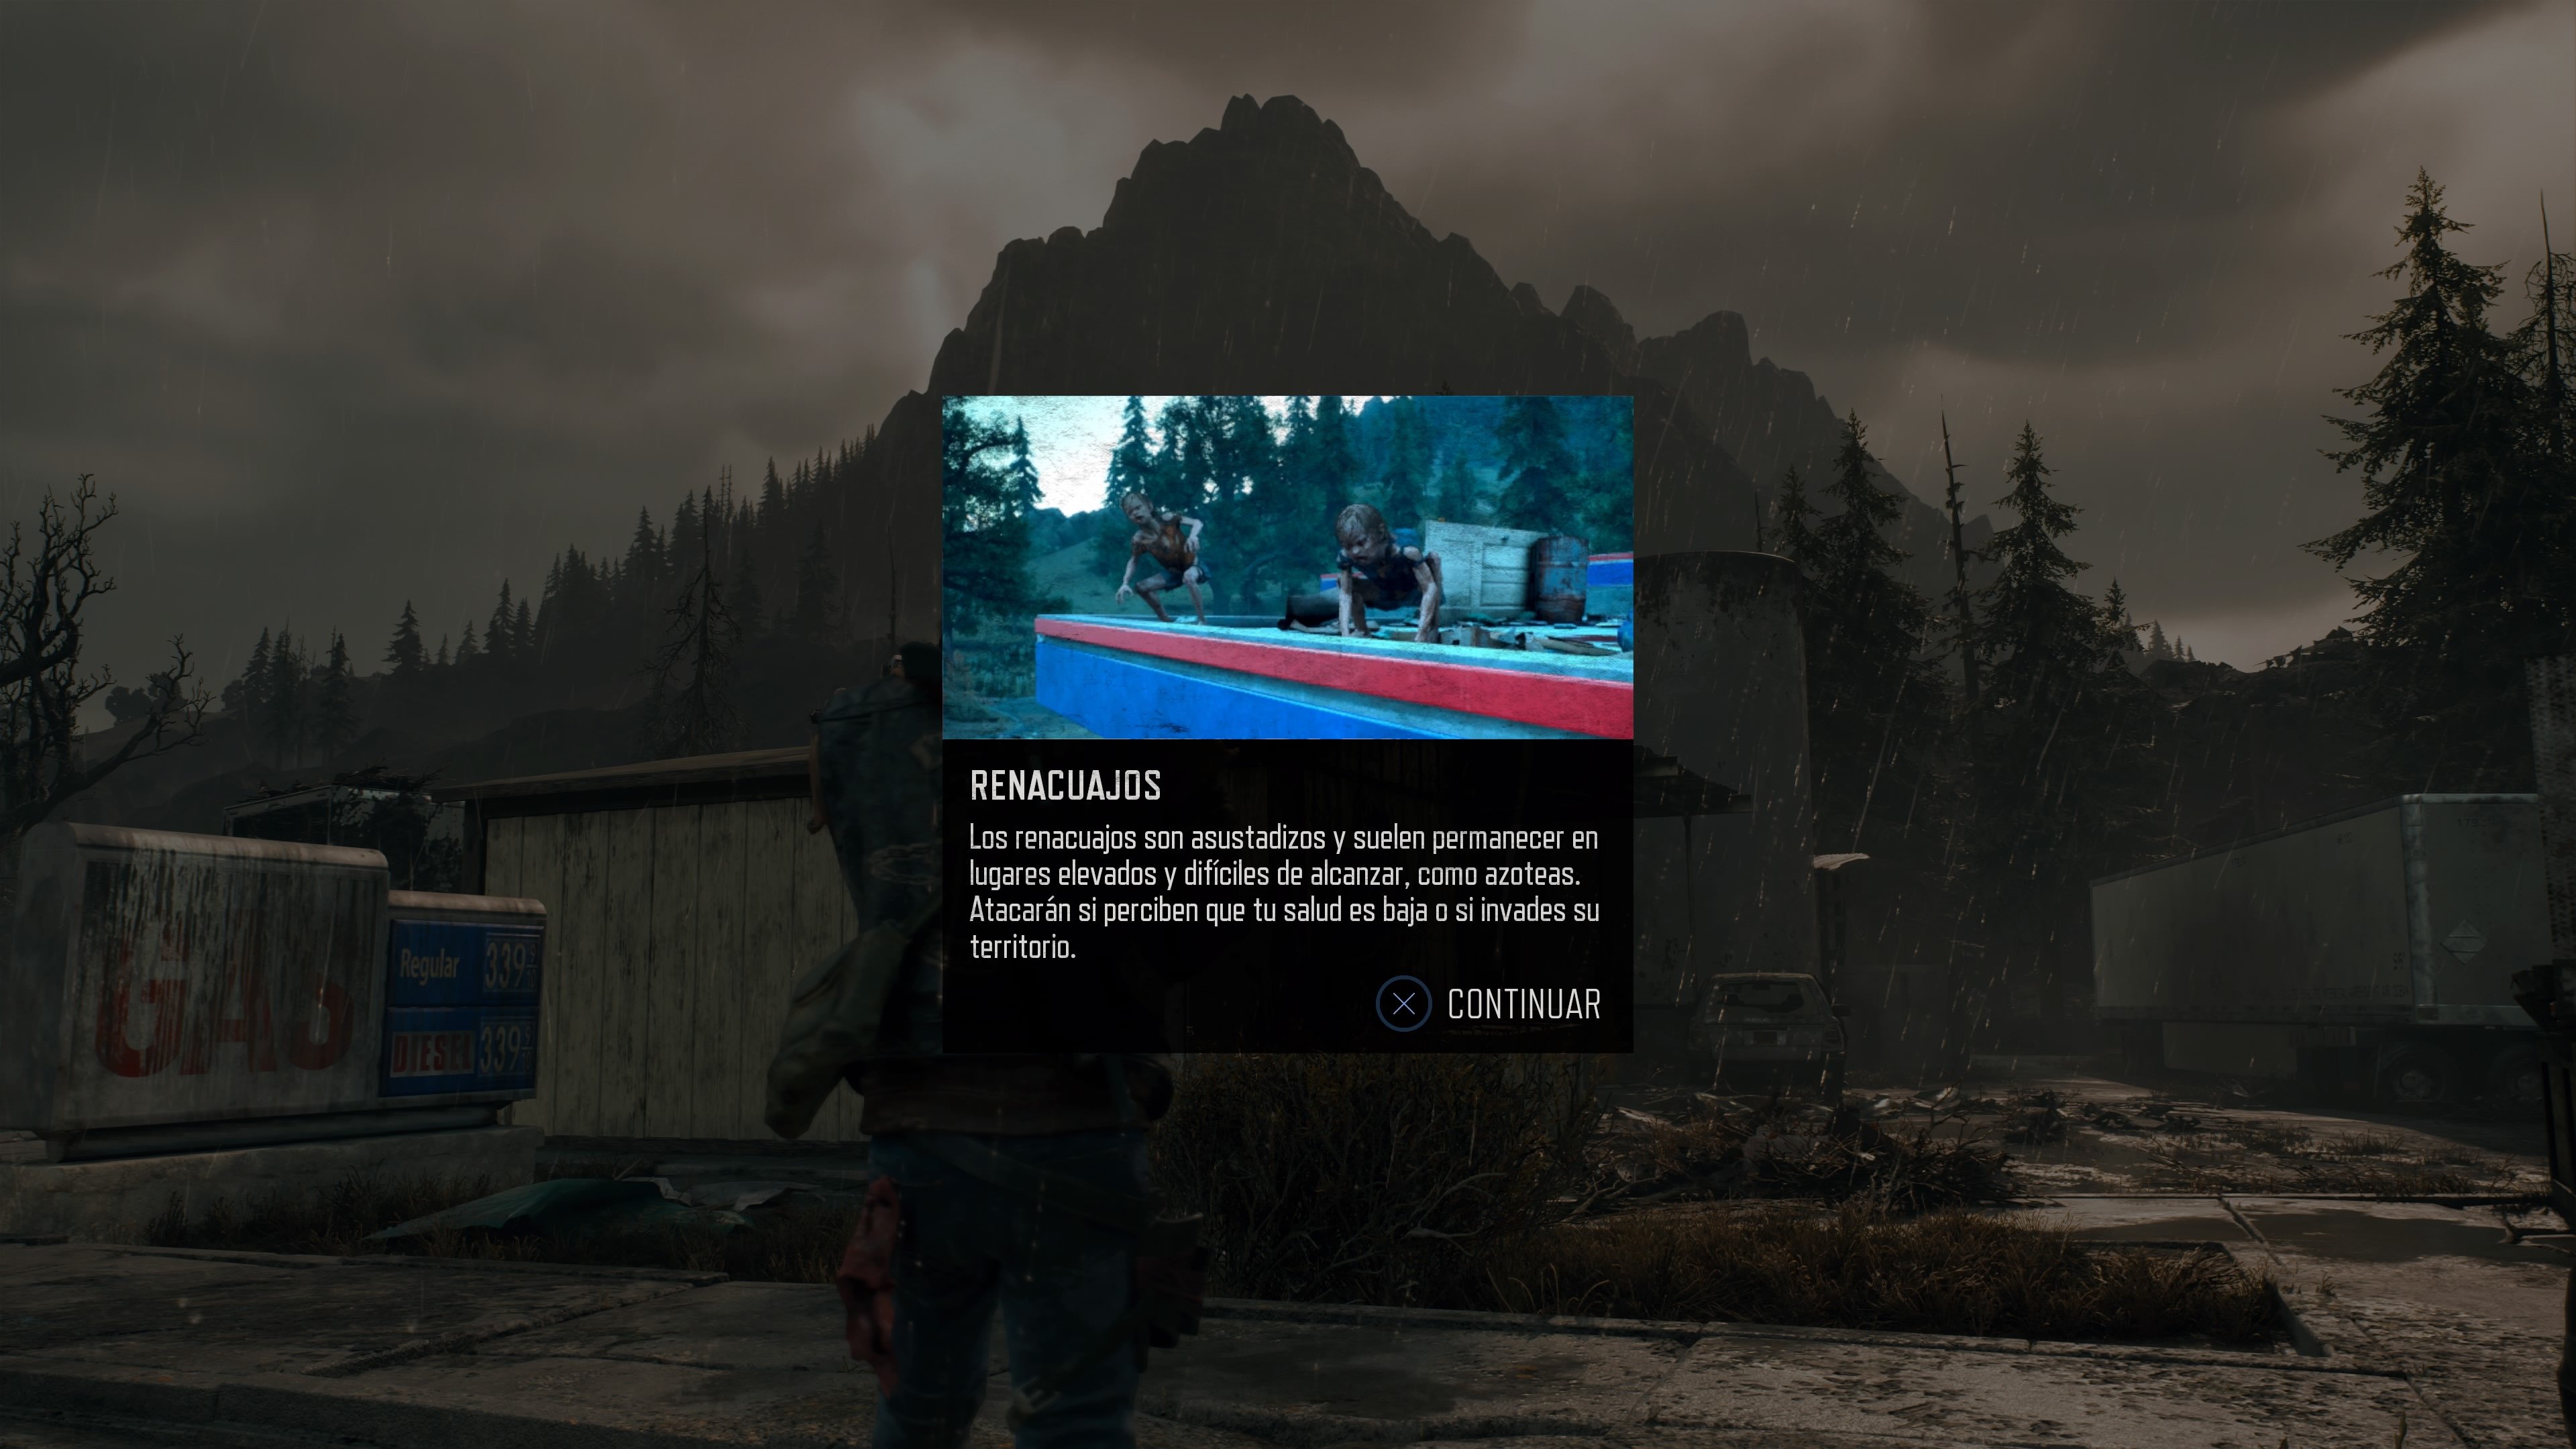 RENACUAJOS
Los renacuajos son asustadizos y suelen permanecer en
lugares elevados y difíciles de alcanzar, como azoteas.
Atacarán si perciben que tu salud es baja o si invades su
territorio.
CONTINUAR
GAS
Regular 339
DIESEL 339